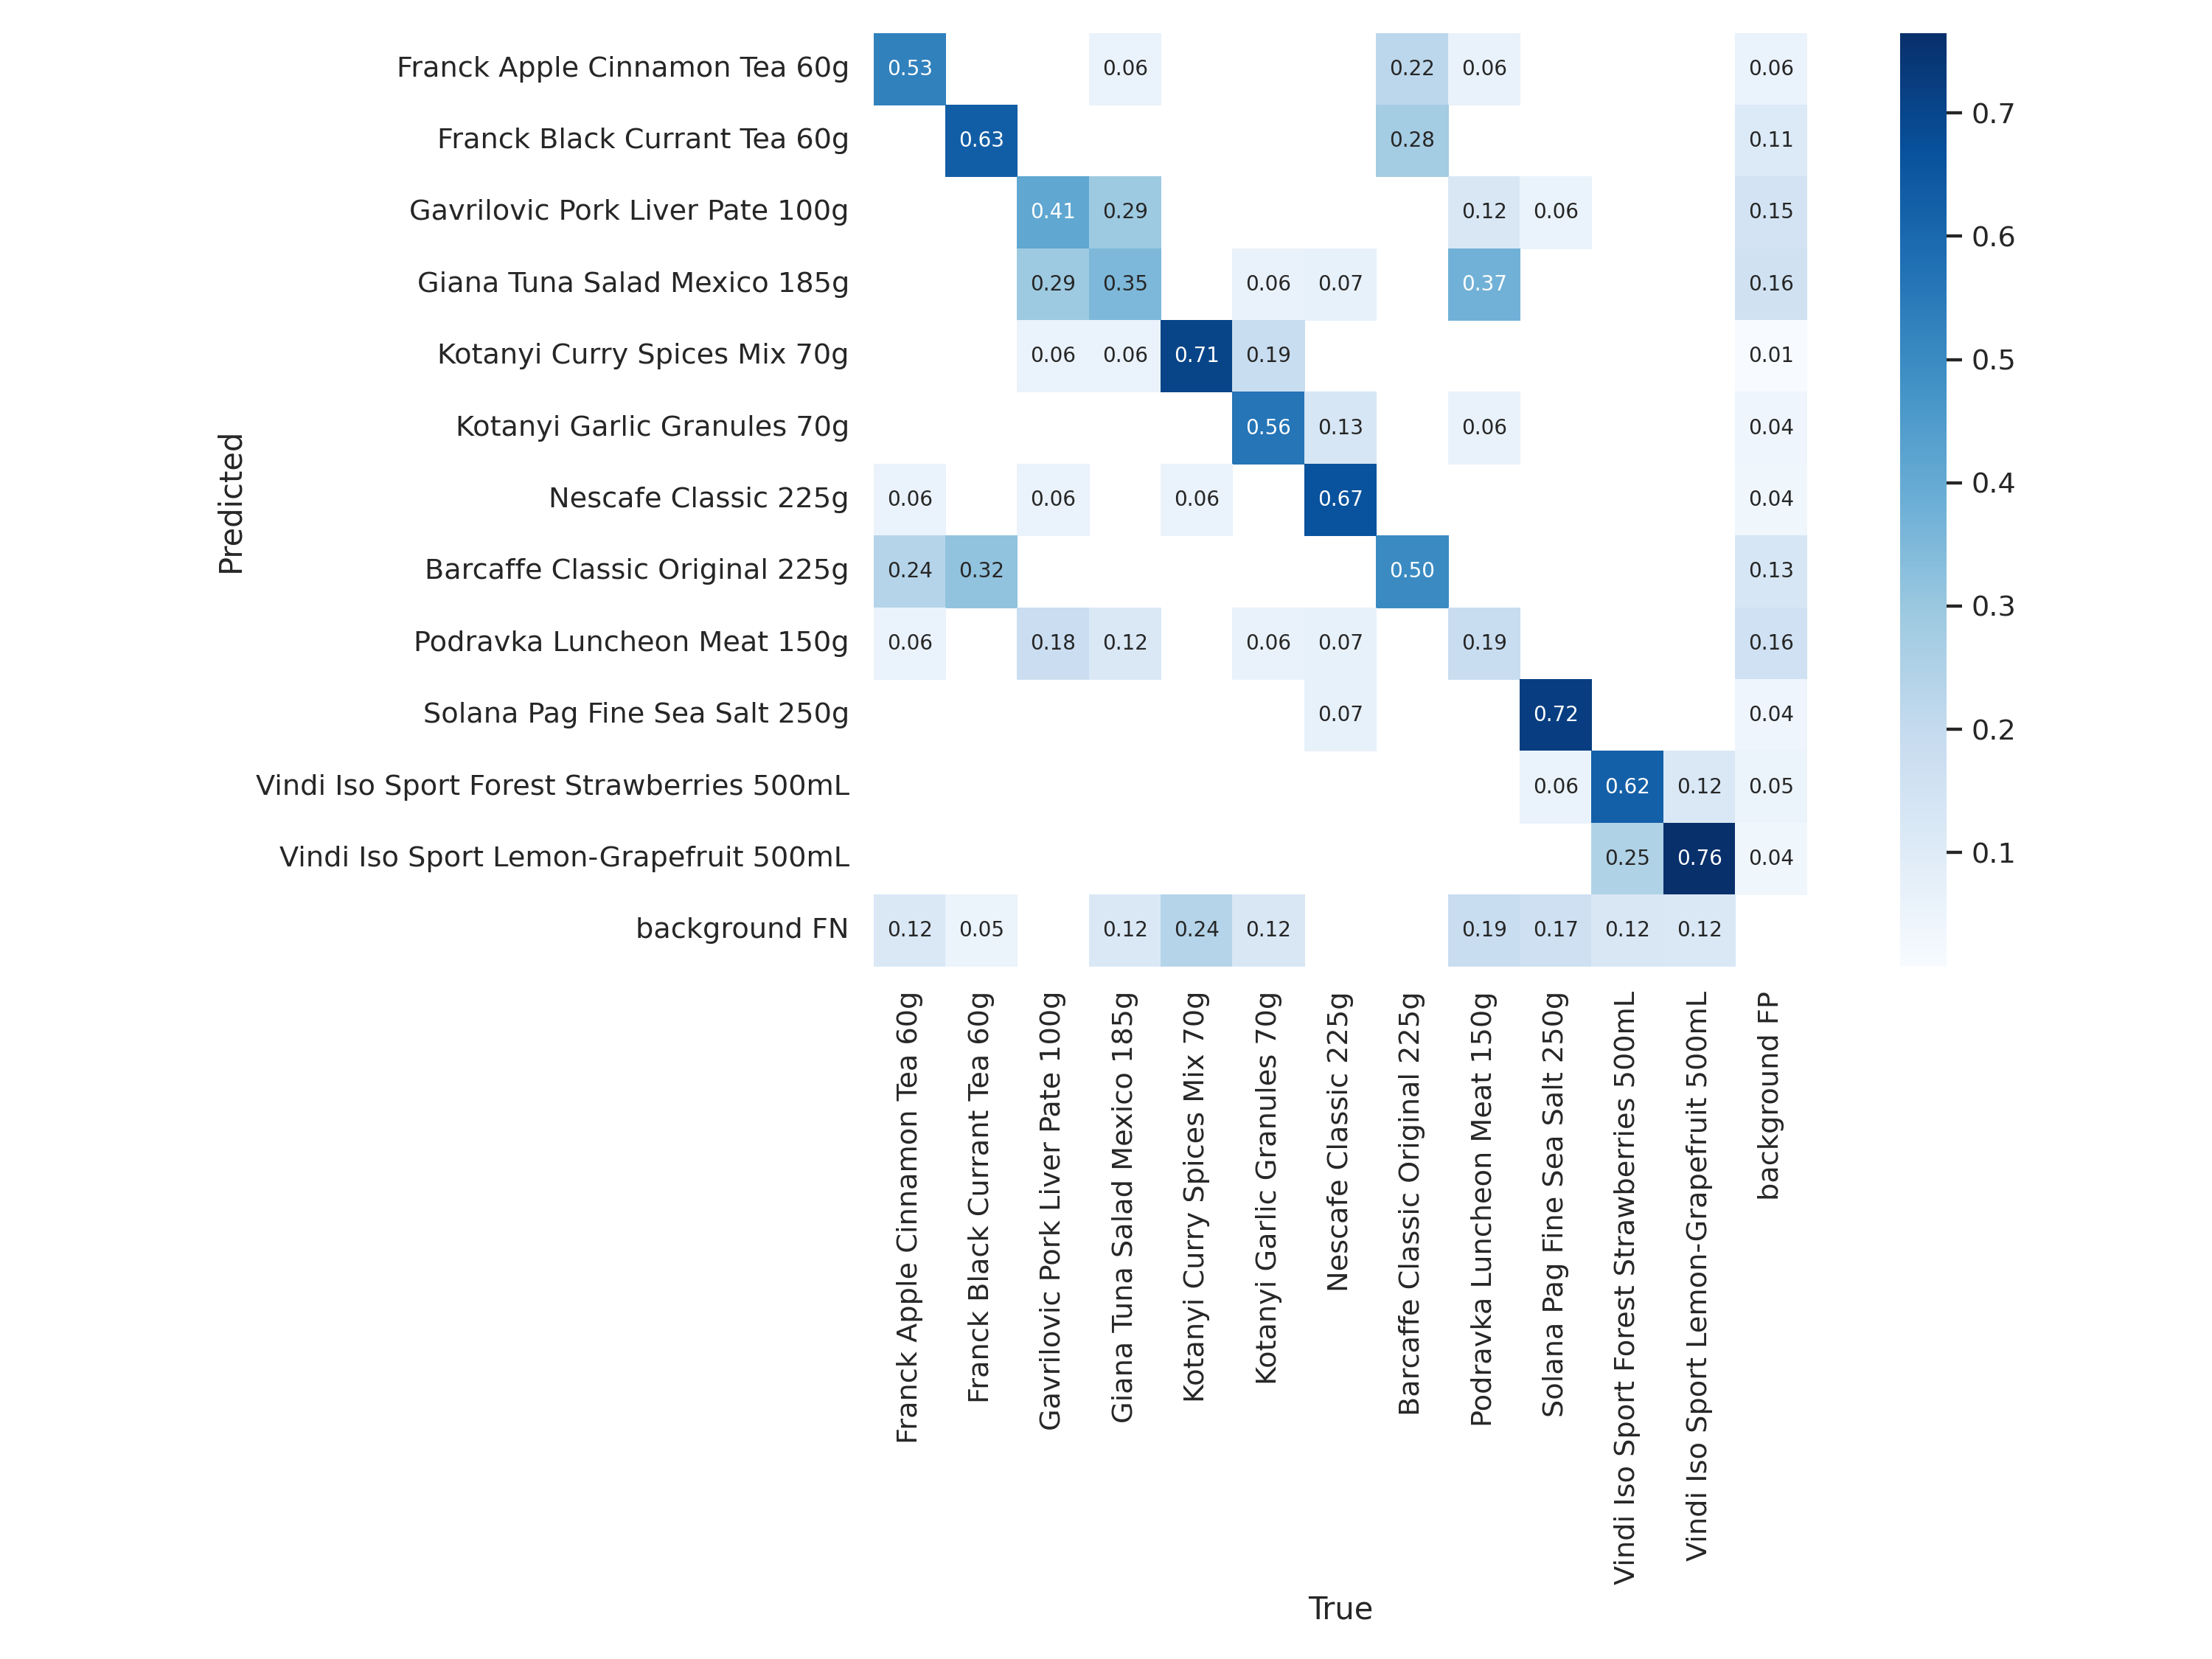 Franck Apple Cinnamon Tea 60g 0.53 0.06 0.22 0.06 0.06
Franck Black Currant Tea 60g 0.63 0.28 0.11
Gavrilovic Pork Liver Pate 100g 0.41 0.29 0.12 0.06 0.15
Giana Tuna Salad Mexico 185g 0.29 0.35 0.06 0.07 0.37 0.16
Kotanyi Curry Spices Mix 70g 0.06 0.06 0.71 0.19 0.01
Kotanyi Garlic Granules 70g 0.56 0.13 0.06 0.04
Nescafe Classic 225g 0.06 0.06 0.06 0.67 0.04
Barcaffe Classic Original 225g 0.24 0.32 0.50 0.13
Podravka Luncheon Meat 150g 0.06 0.18 0.12 0.06 0.07 0.19 0.16
Solana Pag Fine Sea Salt 250g 0.07 0.72 0.04
Vindi Iso Sport Forest Strawberries 500mL 0.06 0.62 0.12 0.05
Vindi Iso Sport Lemon-Grapefruit 500mL 0.25 0.76 0.04
background FN 0.12 0.05 0.12 0.24 0.12 0.19 0.17 0.12 0.12
Predicted
Franck Apple Cinnamon Tea 60g
Franck Black Currant Tea 60g
Gavrilovic Pork Liver Pate 100g
Giana Tuna Salad Mexico 185g
Kotanyi Curry Spices Mix 70g
Kotanyi Garlic Granules 70g
Nescafe Classic 225g
Barcaffe Classic Original 225g
Podravka Luncheon Meat 150g
Solana Pag Fine Sea Salt 250g
Vindi Iso Sport Forest Strawberries 500mL
Vindi Iso Sport Lemon-Grapefruit 500mL
background FP
True
0.7
0.6
0.5
0.4
0.3
0.2
0.1